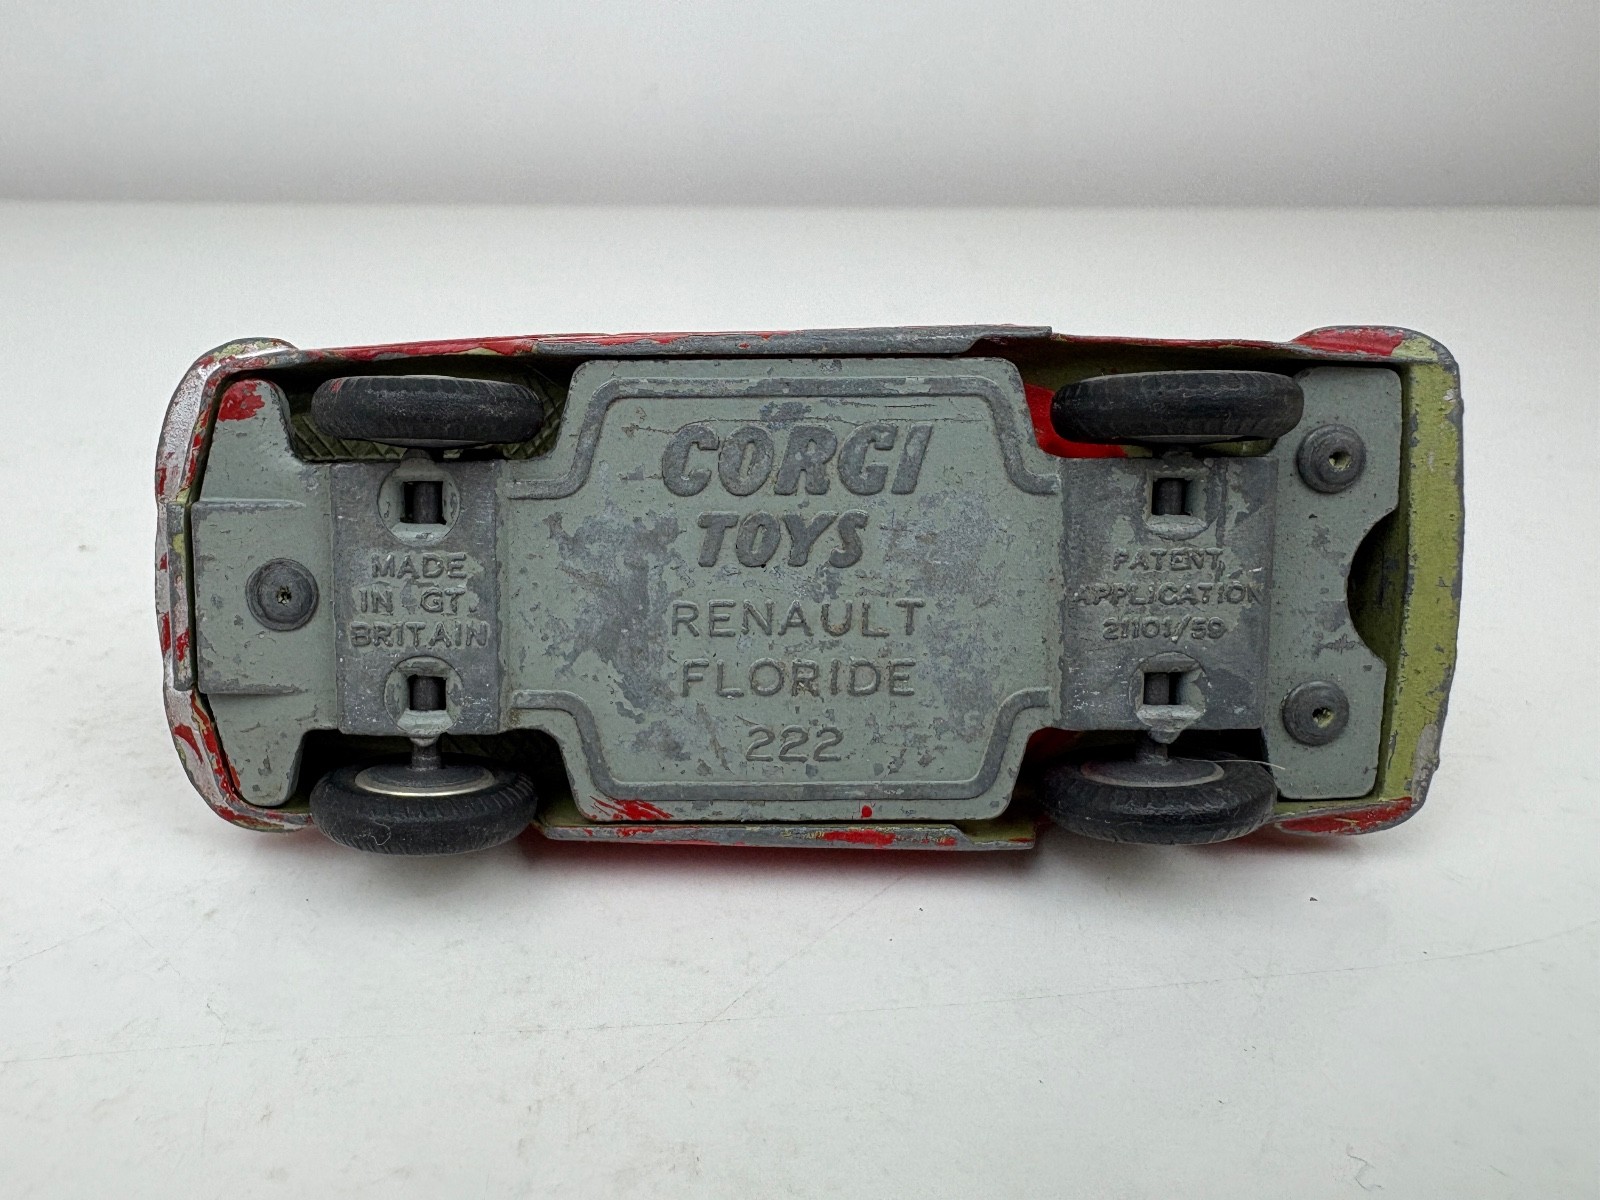 CORGI
TOYS
RENAULT
FLORIDE
222
MADE
IN GT.
BRITAIN
PATENT
APPLICATION
21101/59